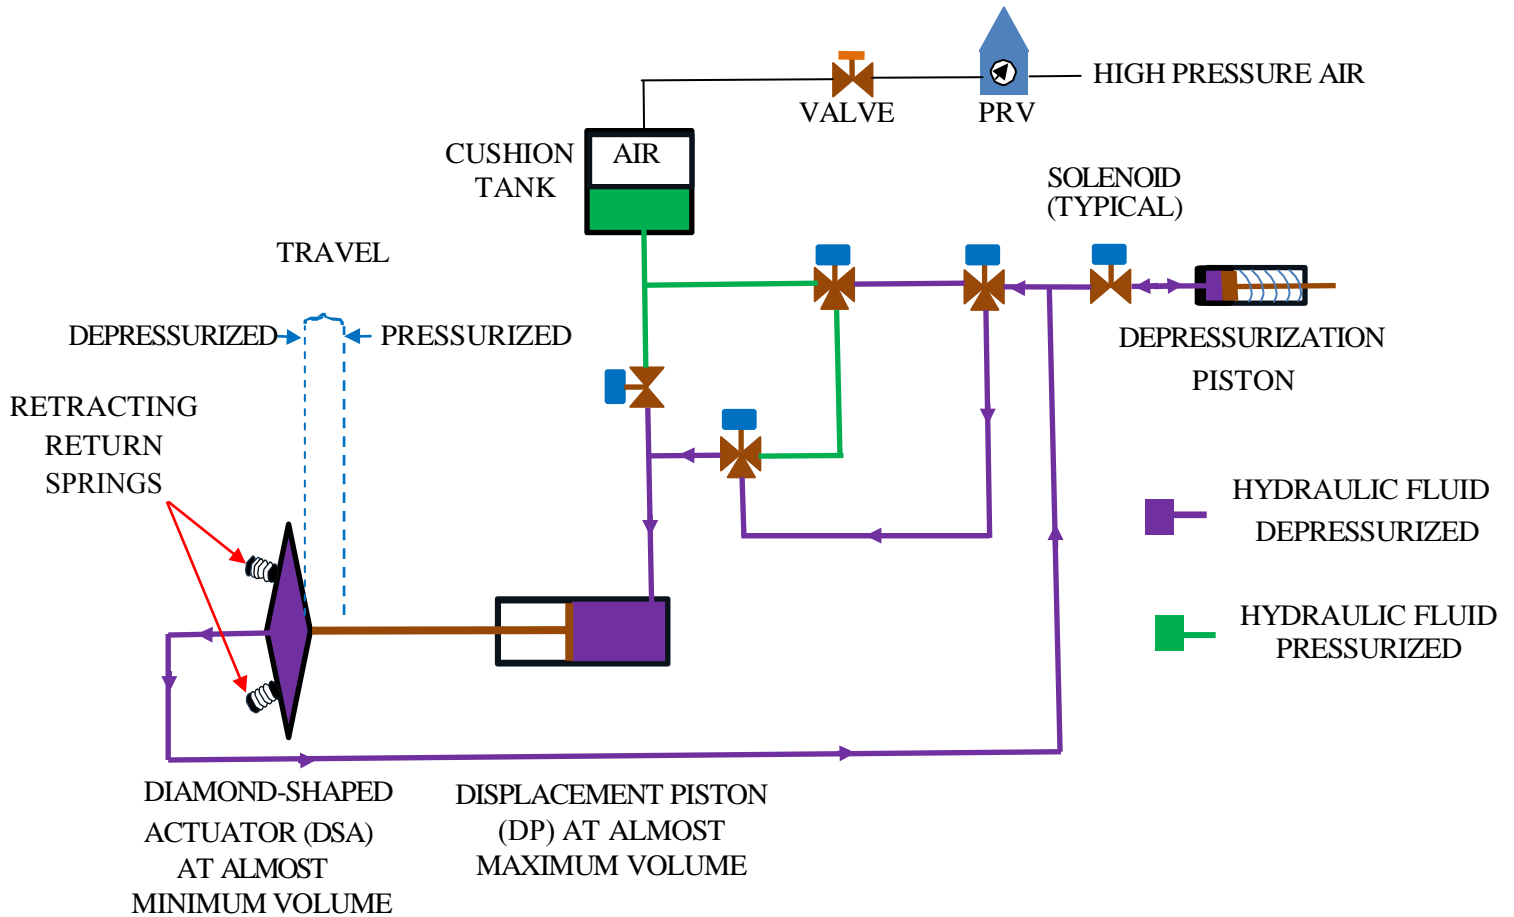 HIGH PRESSURE AIR
VALVE
PRV
CUSHION
TANK
AIR
SOLENOID
(TYPICAL)
TRAVEL
DEPRESSURIZED
PRESSURIZED
DEPRESSURIZATION
PISTON
RETRACTING
RETURN
SPRINGS
HYDRAULIC FLUID
DEPRESSURIZED
HYDRAULIC FLUID
PRESSURIZED
DIAMOND-SHAPED
ACTUATOR (DSA)
AT ALMOST
MINIMUM VOLUME
DISPLACEMENT PISTON
(DP) AT ALMOST
MAXIMUM VOLUME